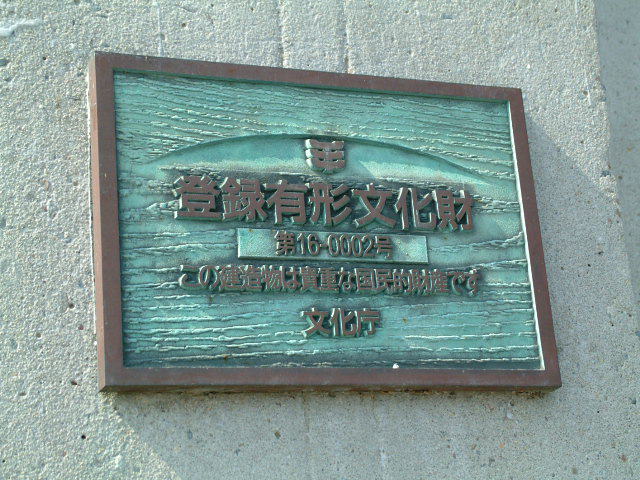 登録有形文化財
第16-0002号
この建造物は貴重な国民的財産です
文化庁